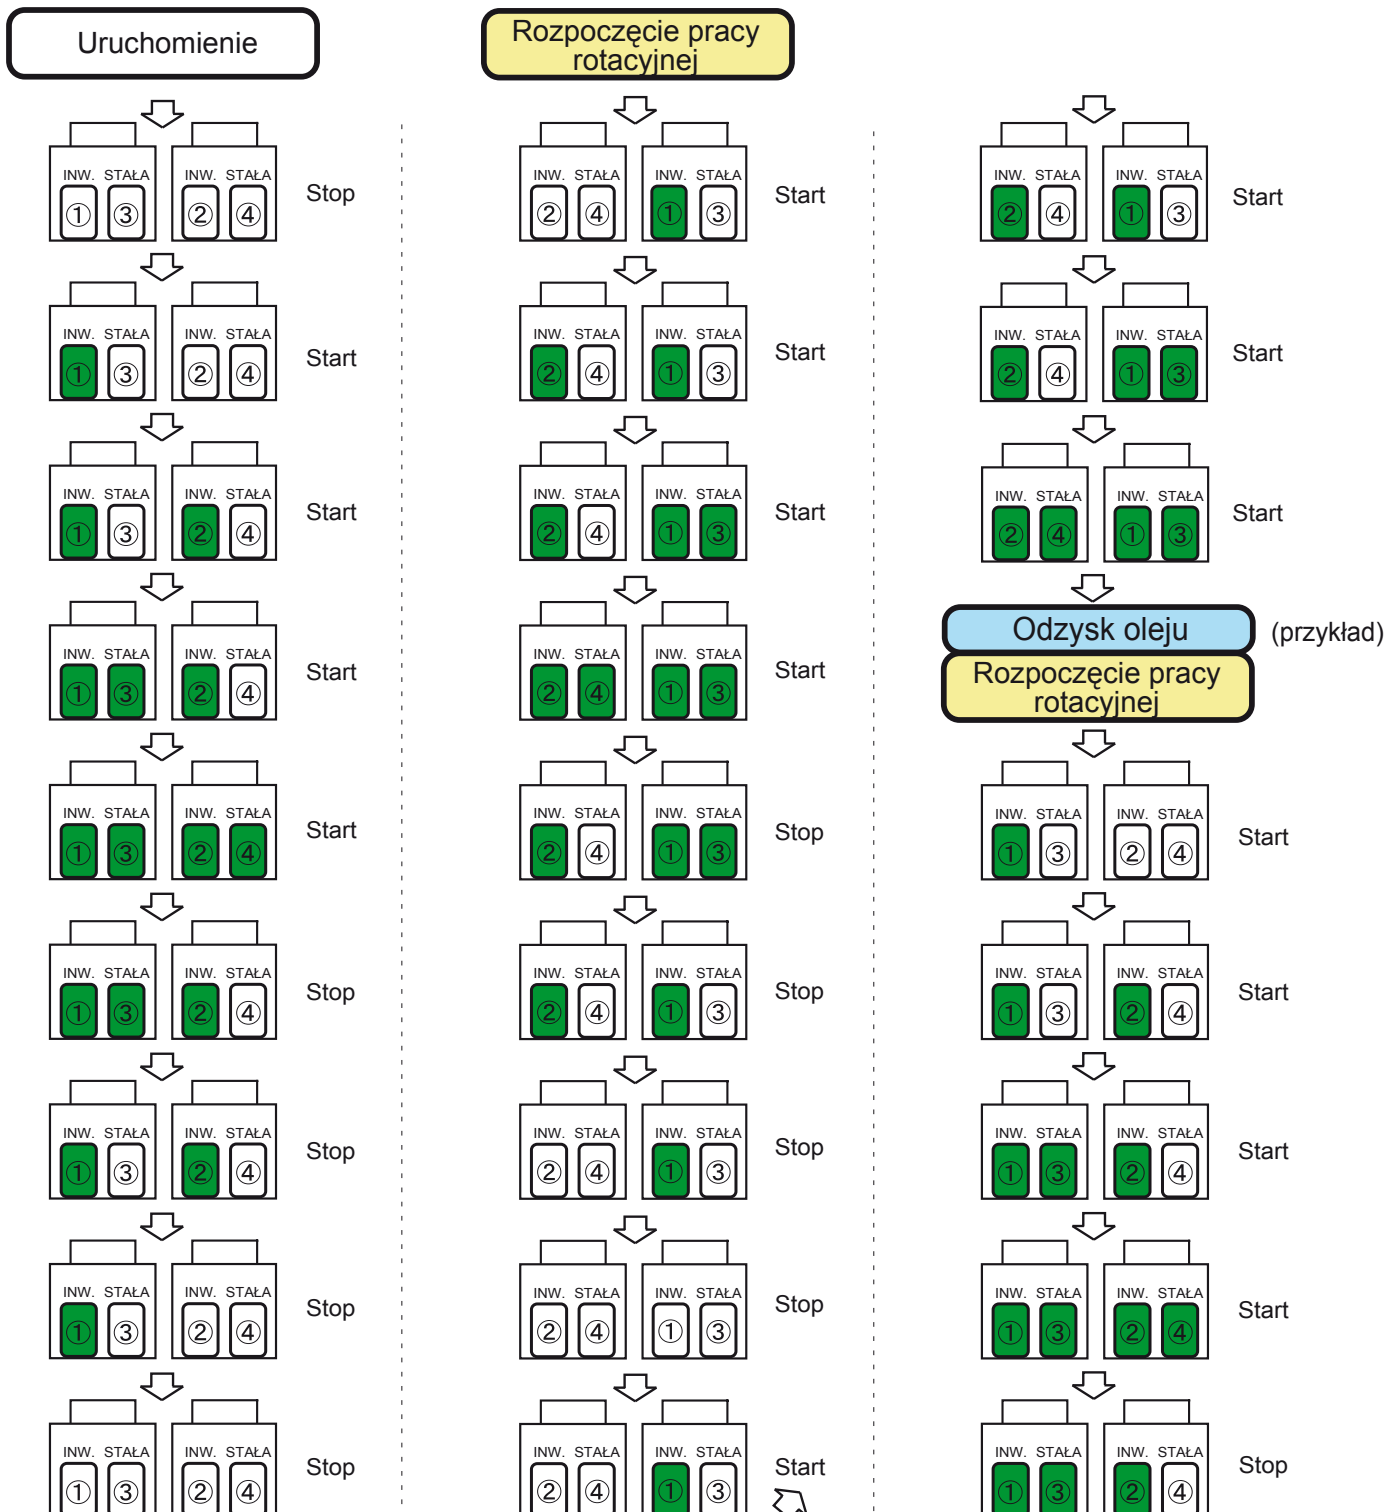 Uruchomienie
INW. STAŁA INW. STAŁA
① ③ ② ④ Stop
INW. STAŁA INW. STAŁA
① ③ ② ④ Start
INW. STAŁA INW. STAŁA
① ③ ② ④ Start
INW. STAŁA INW. STAŁA
① ③ ② ④ Start
INW. STAŁA INW. STAŁA
① ③ ② ④ Start
INW. STAŁA INW. STAŁA
① ③ ② ④ Stop
INW. STAŁA INW. STAŁA
① ③ ② ④ Stop
INW. STAŁA INW. STAŁA
① ③ ② ④ Stop
INW. STAŁA INW. STAŁA
① ③ ② ④ Stop
Rozpoczęcie pracy
rotacyjnej
INW. STAŁA INW. STAŁA
② ④ ① ③ Start
INW. STAŁA INW. STAŁA
② ④ ① ③ Start
INW. STAŁA INW. STAŁA
② ④ ① ③ Start
INW. STAŁA INW. STAŁA
② ④ ① ③ Start
INW. STAŁA INW. STAŁA
② ④ ① ③ Stop
INW. STAŁA INW. STAŁA
② ④ ① ③ Stop
INW. STAŁA INW. STAŁA
② ④ ① ③ Stop
INW. STAŁA INW. STAŁA
② ④ ① ③ Stop
INW. STAŁA INW. STAŁA
② ④ ① ③ Start
INW. STAŁA INW. STAŁA
② ④ ① ③ Start
INW. STAŁA INW. STAŁA
② ④ ① ③ Start
INW. STAŁA INW. STAŁA
② ④ ① ③ Start
Odzysk oleju (przykład)
Rozpoczęcie pracy
rotacyjnej
INW. STAŁA INW. STAŁA
① ③ ② ④ Start
INW. STAŁA INW. STAŁA
① ③ ② ④ Start
INW. STAŁA INW. STAŁA
① ③ ② ④ Start
INW. STAŁA INW. STAŁA
① ③ ② ④ Start
INW. STAŁA INW. STAŁA
① ③ ② ④ Stop